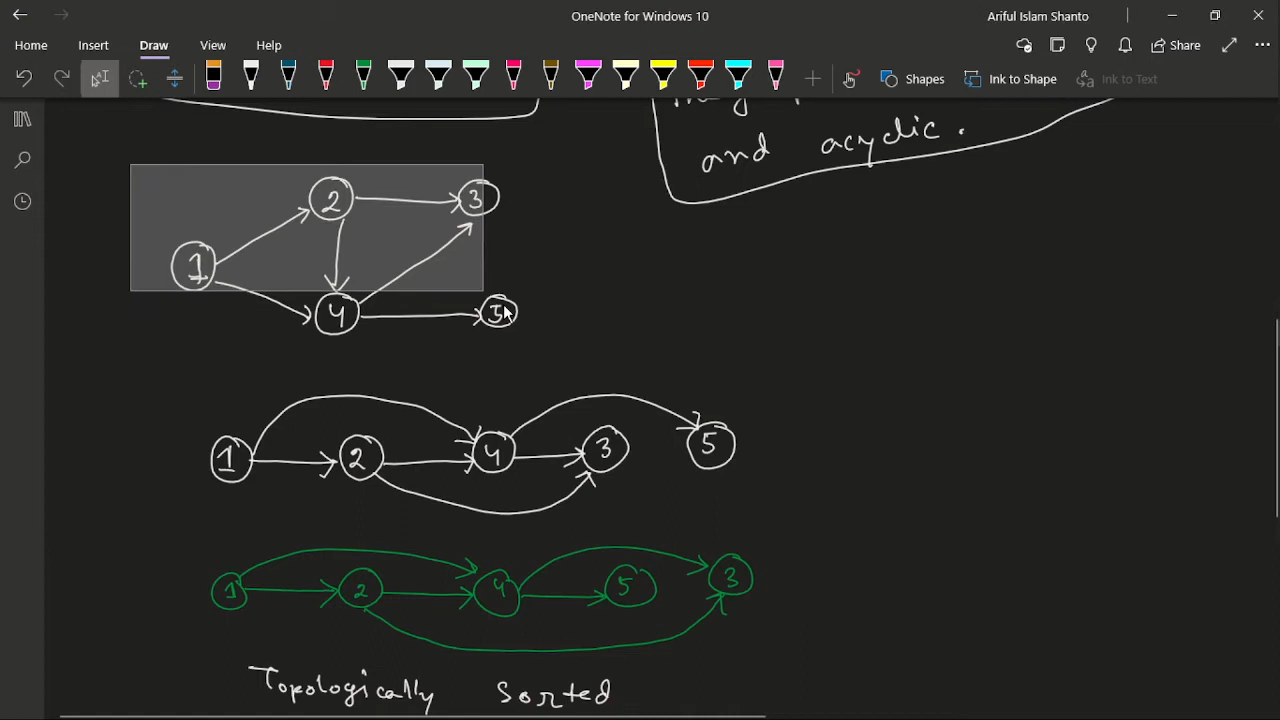 OneNote for Windows 10
Ariful Islam Shanto
Home Insert Draw View Help
Share
Shapes
Ink to Shape
Ink to Text
and acyclic.
2 3
1
4 5
1 2 4 3 5
1 2 4 5 3
Topologically Sorted